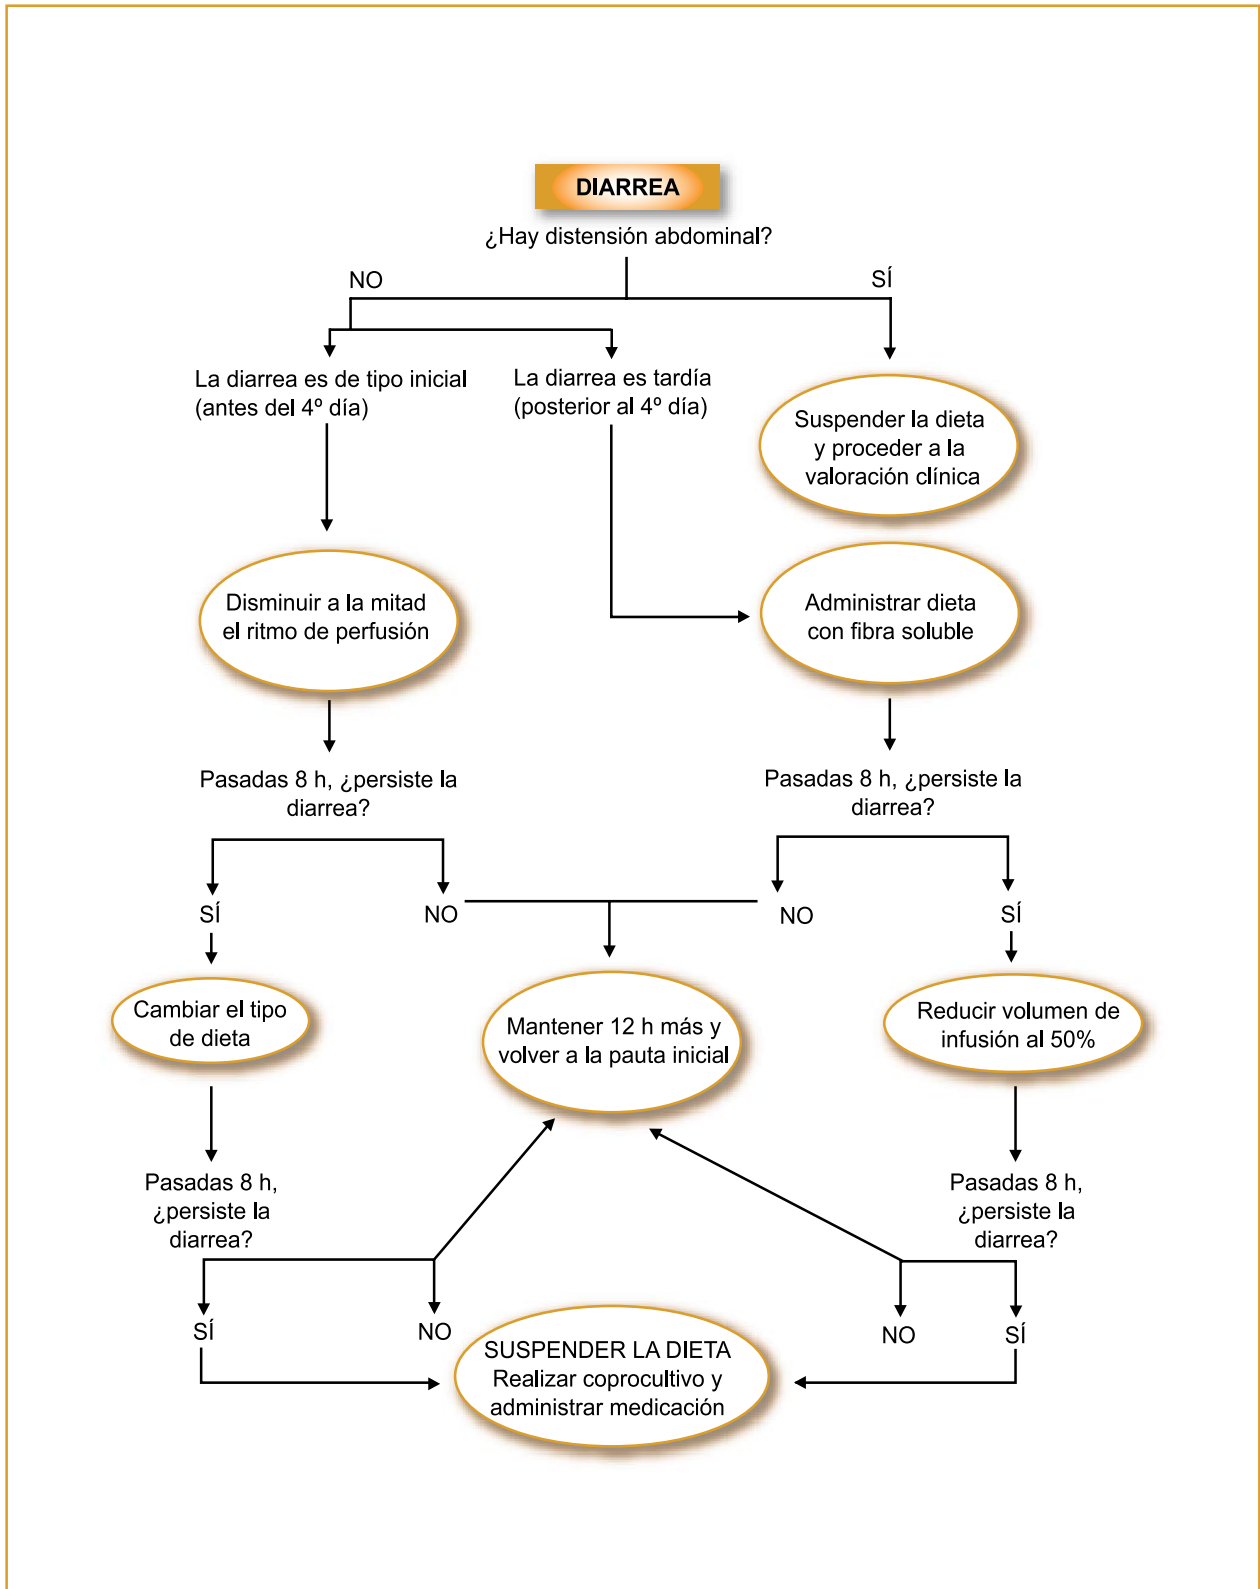 DIARREA
¿Hay distensión abdominal?
NO
SÍ
La diarrea es de tipo inicial
(antes del 4º día)
La diarrea es tardía
(posterior al 4º día)
Suspender la dieta
y proceder a la
valoración clínica
Disminuir a la mitad
el ritmo de perfusión
Administrar dieta
con fibra soluble
Pasadas 8 h, ¿persiste la
diarrea?
Pasadas 8 h, ¿persiste la
diarrea?
SÍ
NO
NO
SÍ
Cambiar el tipo
de dieta
Mantener 12 h más y
volver a la pauta inicial
Reducir volumen de
infusión al 50%
Pasadas 8 h,
¿persiste la
diarrea?
Pasadas 8 h,
¿persiste la
diarrea?
SÍ
NO
NO
SÍ
SUSPENDER LA DIETA
Realizar coprocultivo y
administrar medicación